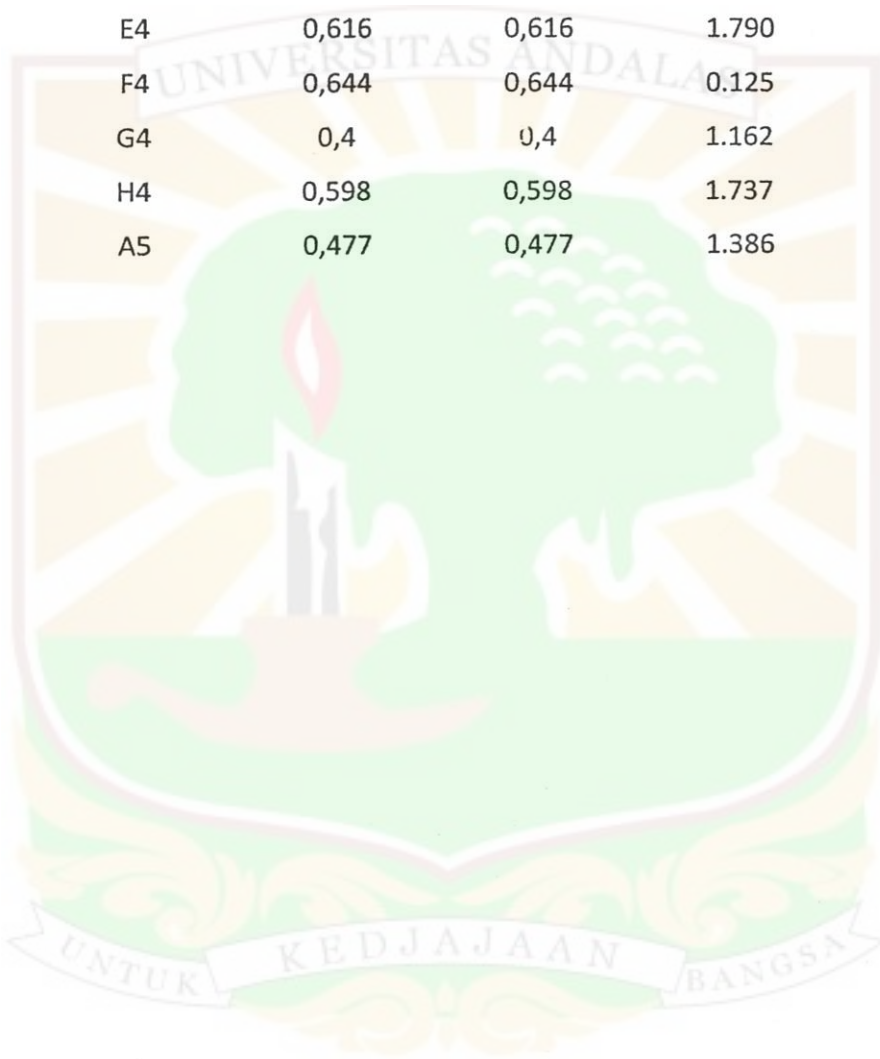 E4 0,616 0,616 1.790
UNIVERSITAS ANDALAS
F4 0,644 0,644 0.125
G4 0,4 0,4 1.162
H4 0,598 0,598 1.737
A5 0,477 0,477 1.386
UNTUK KEDJAJAAN BANGSA